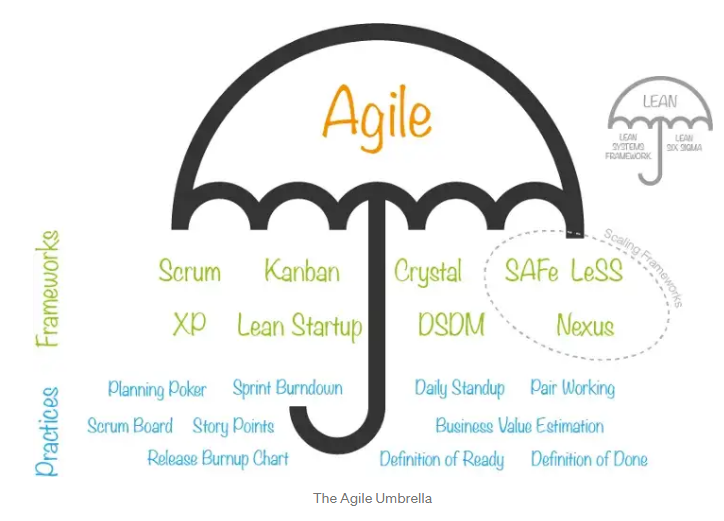 Agile
LEAN
LEAN SYSTEMS FRAMEWORK
LEAN SIX SIGMA
Scaling Frameworks
Frameworks
Scrum Kanban Crystal SAFe LeSS
XP Lean Startup DSDM Nexus
Practices
Planning Poker Sprint Burndown Daily Standup Pair Working
Scrum Board Story Points Business Value Estimation
Release Burnup Chart Definition of Ready Definition of Done
The Agile Umbrella